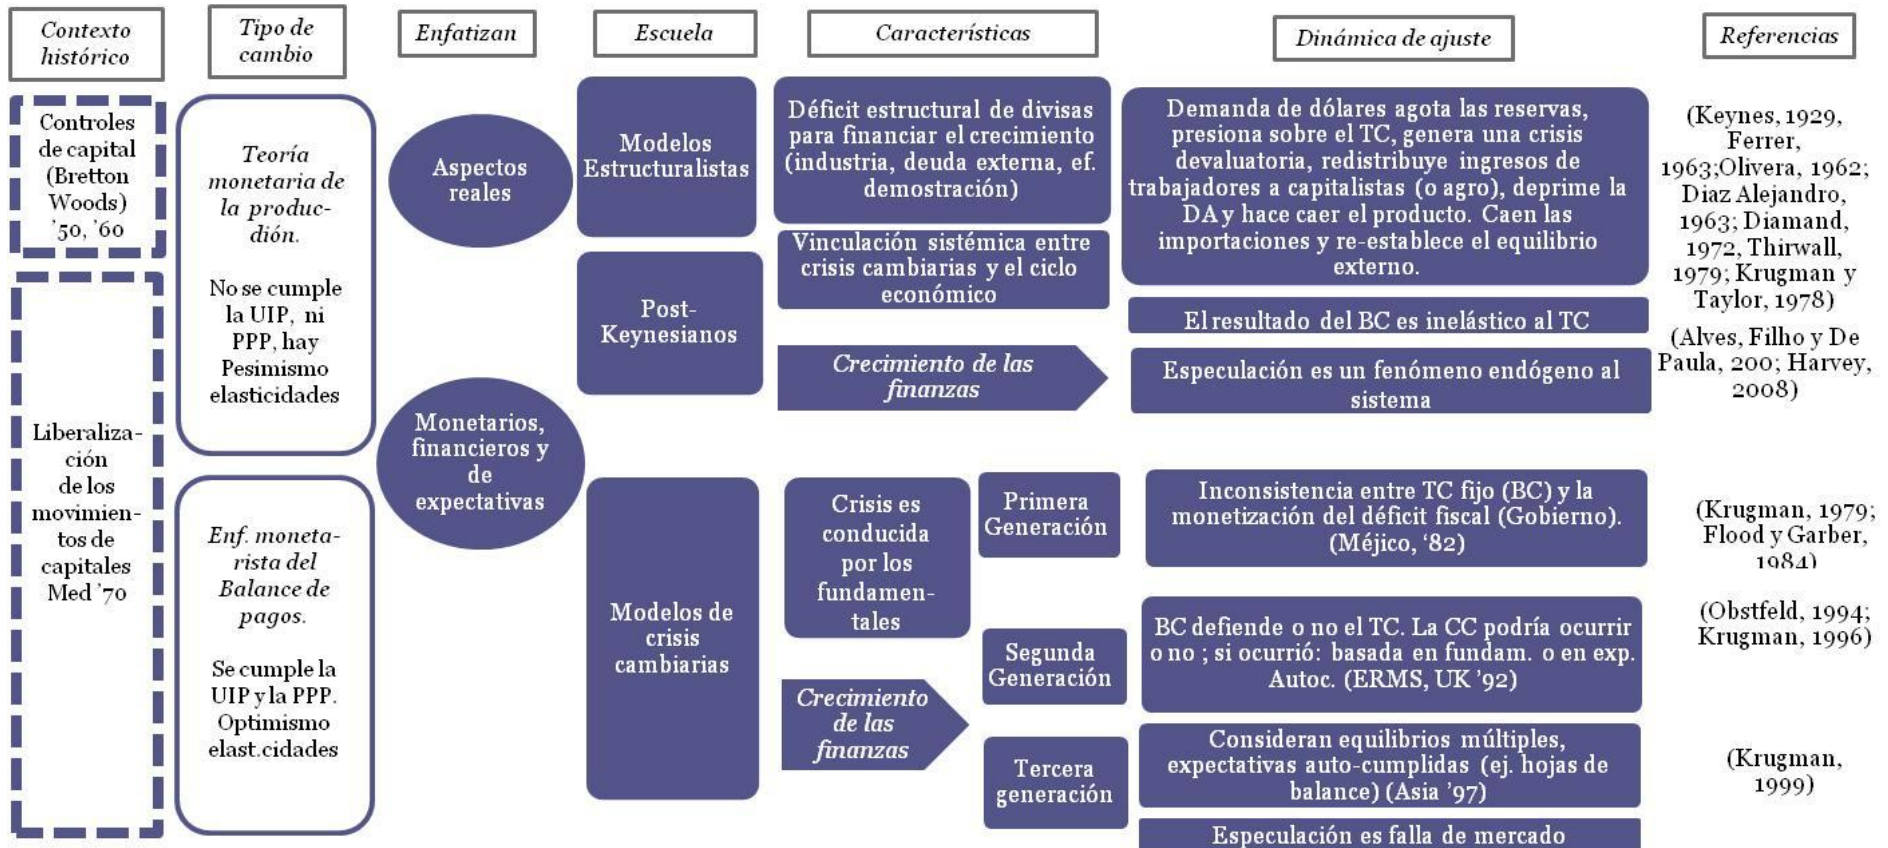 Contexto
histórico
Tipo de
cambio
Enfatizan
Escuela
Características
Dinámica de ajuste
Referencias
Controles
de capital
(Bretton
Woods)
’50, ’60
Liberaliza-
ción
de los
movimien-
tos de
capitales
Med ’70
Teoría
monetaria de
la produc-
dión.
No se cumple
la UIP, ni
PPP, hay
Pesimismo
elasticidades
Enf. moneta-
rista del
Balance de
pagos.
Se cumple la
UIP y la PPP.
Optimismo
elast.cidades
Aspectos
reales
Monetarios,
financieros y
de
expectativas
Modelos
Estructuralistas
Post-
Keynesianos
Modelos de
crisis
cambiarias
Déficit estructural de divisas
para financiar el crecimiento
(industria, deuda externa, ef.
demostración)
Vinculación sistémica entre
crisis cambiarias y el ciclo
económico
Crecimiento de las
finanzas
Crisis es
conducida
por los
fundamen-
tales
Crecimiento
de las
finanzas
Primera
Generación
Segunda
Generación
Tercera
generación
Demanda de dólares agota las reservas,
presiona sobre el TC, genera una crisis
devaluatoria, redistribuye ingresos de
trabajadores a capitalistas (o agro), deprime la
DA y hace caer el producto. Caen las
importaciones y re-establece el equilibrio
externo.
El resultado del BC es inelástico al TC
Especulación es un fenómeno endógeno al
sistema
Inconsistencia entre TC fijo (BC) y la
monetización del déficit fiscal (Gobierno).
(Méjico, ‘82)
BC defiende o no el TC. La CC podría ocurrir
o no ; si ocurrió: basada en fundam. o en exp.
Autoc. (ERMS, UK ’92)
Consideran equilibrios múltiples,
expectativas auto-cumplidas (ej. hojas de
balance) (Asia ’97)
Especulación es falla de mercado
(Keynes, 1929,
Ferrer,
1963;Olivera, 1962;
Diaz Alejandro,
1963; Diamand,
1972, Thirwall,
1979; Krugman y
Taylor, 1978)
(Alves, Filho y De
Paula, 200; Harvey,
2008)
(Krugman, 1979;
Flood y Garber,
1984)
(Obstfeld, 1994;
Krugman, 1996)
(Krugman,
1999)